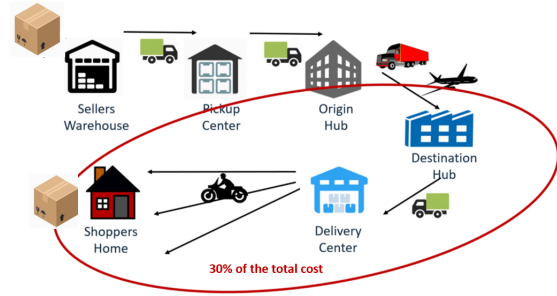 Sellers
Warehouse
Pickup
Center
Origin
Hub
Destination
Hub
Shoppers
Home
Delivery
Center
30% of the total cost